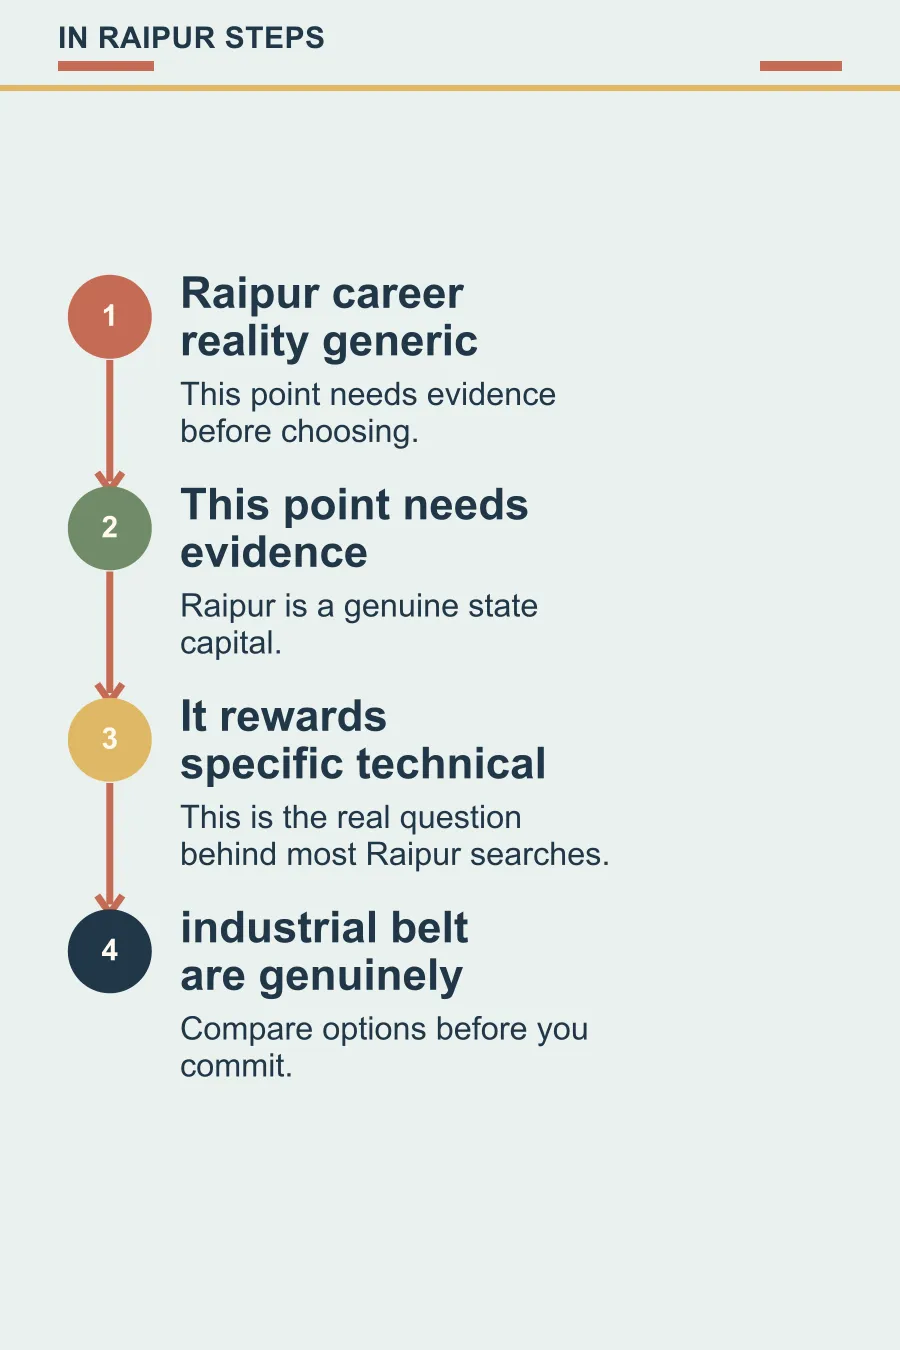 IN RAIPUR STEPS
1
Raipur career
reality generic
This point needs evidence
before choosing.
2
This point needs
evidence
Raipur is a genuine state
capital.
3
It rewards
specific technical
This is the real question
behind most Raipur searches.
4
industrial belt
are genuinely
Compare options before you
commit.